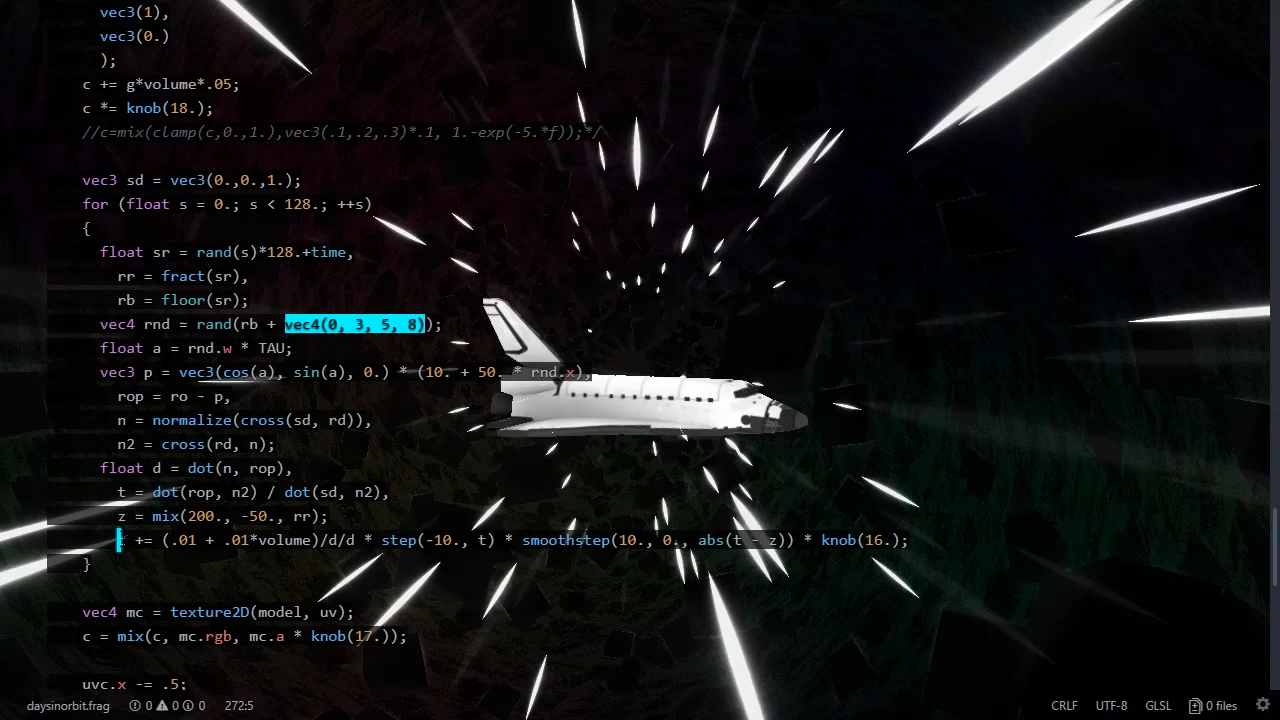 vec3(1),
vec3(0.)
);
c += g*volume*.05;
c *= knob(18.);
//c=mix(clamp(c,0.,1.),vec3(.1,.2,.3)*.1, 1.-exp(-5.*f));*/
vec3 sd = vec3(0.,0.,1.);
for (float s = 0.; s < 128.; ++s)
{
float sr = rand(s)*128.+time,
rr = fract(sr),
rb = floor(sr);
vec4 rnd = rand(rb + vec4(0, 3, 5, 8));
float a = rnd.w * TAU;
vec3 p = vec3(cos(a), sin(a), 0.) * (10. + 50. * rnd.x),
rop = ro - p,
n = normalize(cross(sd, rd)),
n2 = cross(rd, n);
float d = dot(n, rop),
t = dot(rop, n2) / dot(sd, n2),
z = mix(200., -50., rr);
+= (.01 + .01*volume)/d/d * step(-10., t) * smoothstep(10., 0., abs(t - z)) * knob(16.);
}
vec4 mc = texture2D(model, uv);
c = mix(c, mc.rgb, mc.a * knob(17.));
uvc.x -= .5;
daysinorbit.frag 0 0 0 272:5 CRLF UTF-8 GLSL 0 files